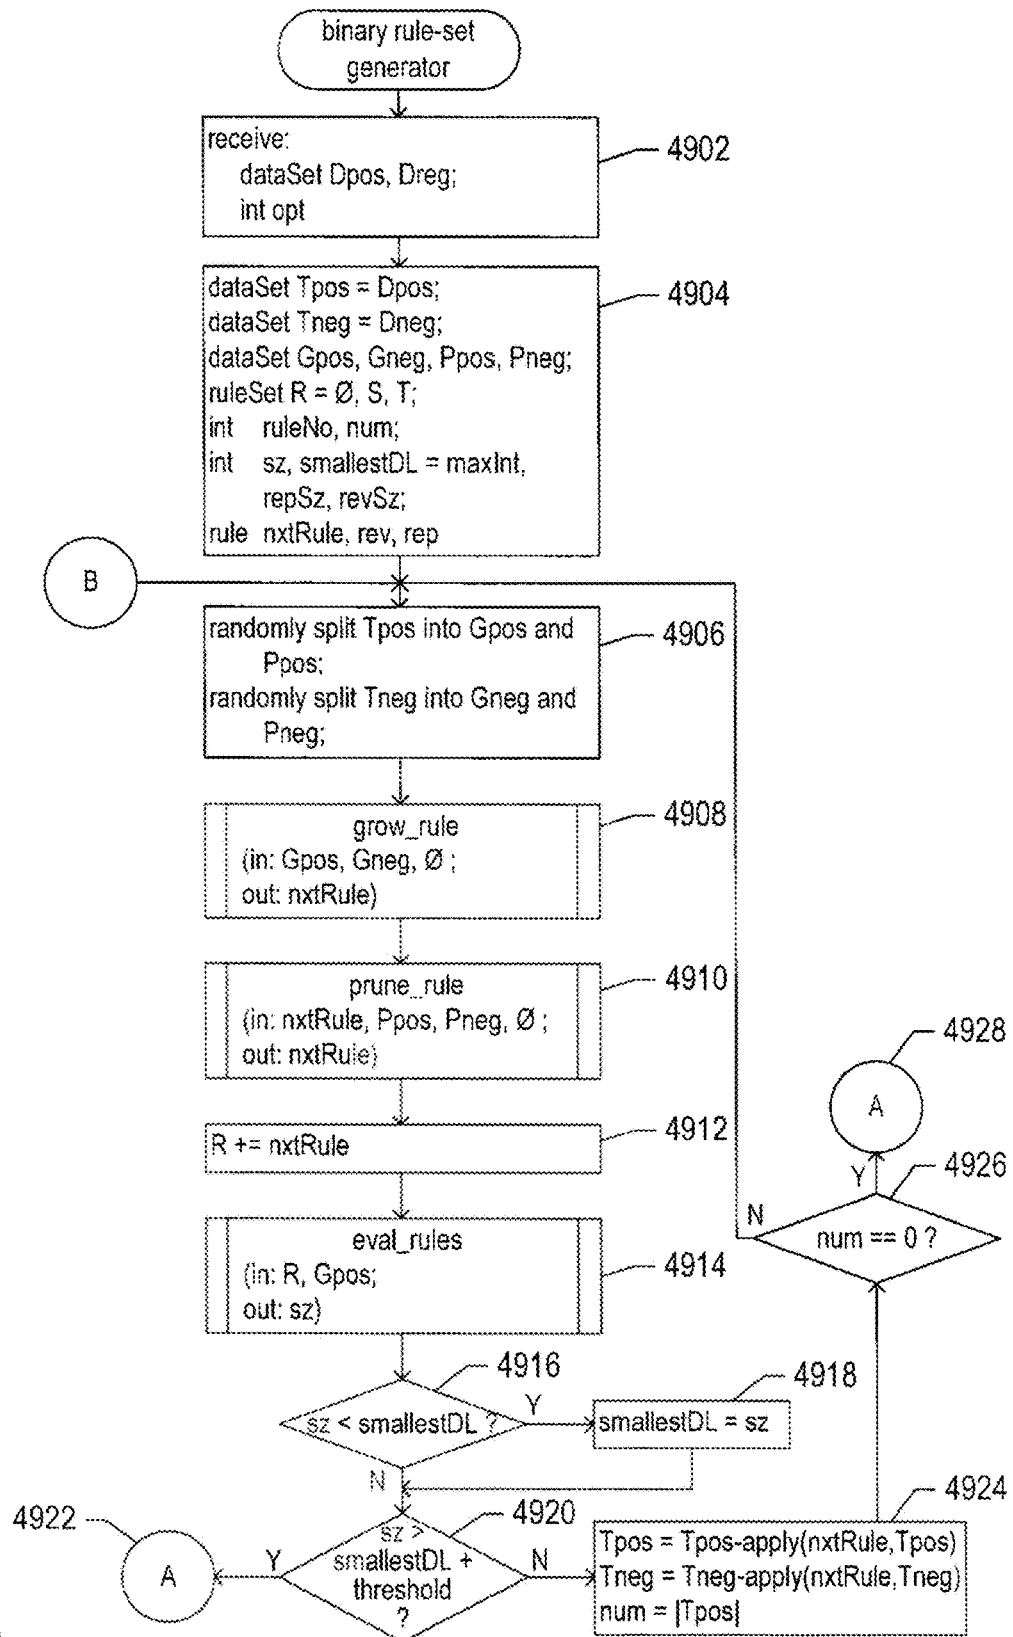 binary rule-set
generator
receive:
dataSet Dpos, Dreg;
int opt
4902
dataSet Tpos = Dpos;
dataSet Tneg = Dneg;
dataSet Gpos, Gneg, Ppos, Pneg;
ruleSet R = Ø, S, T;
int ruleNo, num;
int sz, smallestDL = maxInt,
repSz, revSz;
rule nxtRule, rev, rep
4904
B
randomly split Tpos into Gpos and
Ppos;
randomly split Tneg into Gneg and
Pneg;
4906
grow_rule
(in: Gpos, Gneg, Ø ;
out: nxtRule)
4908
prune_rule
(in: nxtRule, Ppos, Pneg, Ø ;
out: nxtRule)
4910
R += nxtRule
4912
eval_rules
(in: R, Gpos;
out: sz)
4914
sz < smallestDL ?
4916
Y
N
smallestDL = sz
4918
sz >
smallestDL +
threshold
?
4920
Y
N
A
4922
Tpos = Tpos-apply(nxtRule,Tpos)
Tneg = Tneg-apply(nxtRule,Tneg)
num = |Tpos|
4924
num == 0 ?
4926
N
Y
A
4928